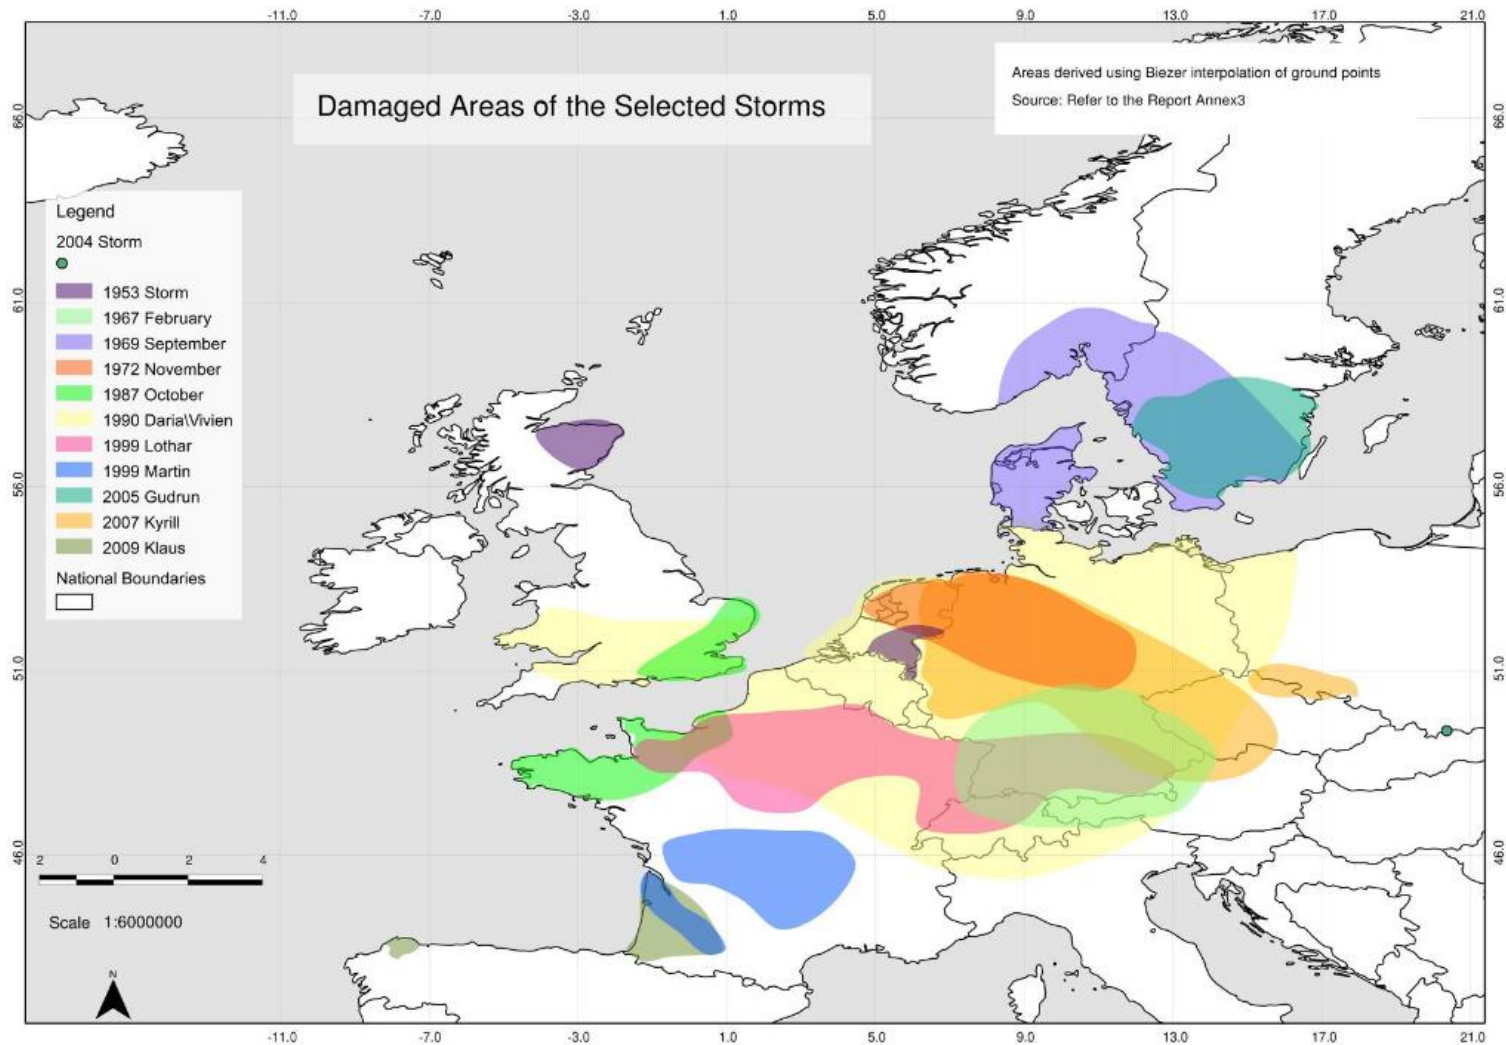 -11.0 -7.0 -3.0 1.0 5.0 9.0 13.0 17.0 21.0
Damaged Areas of the Selected Storms
Areas derived using Biezer interpolation of ground points
Source: Refer to the Report Annex3
66.0 66.0
61.0 61.0
56.0 56.0
51.0 51.0
46.0 46.0
Legend
2004 Storm
1953 Storm
1967 February
1969 September
1972 November
1987 October
1990 Daria\Vivien
1999 Lothar
1999 Martin
2005 Gudrun
2007 Kyrill
2009 Klaus
National Boundaries
2 0 2 4
Scale 1:6000000
N
-11.0 -7.0 -3.0 1.0 5.0 9.0 13.0 17.0 21.0